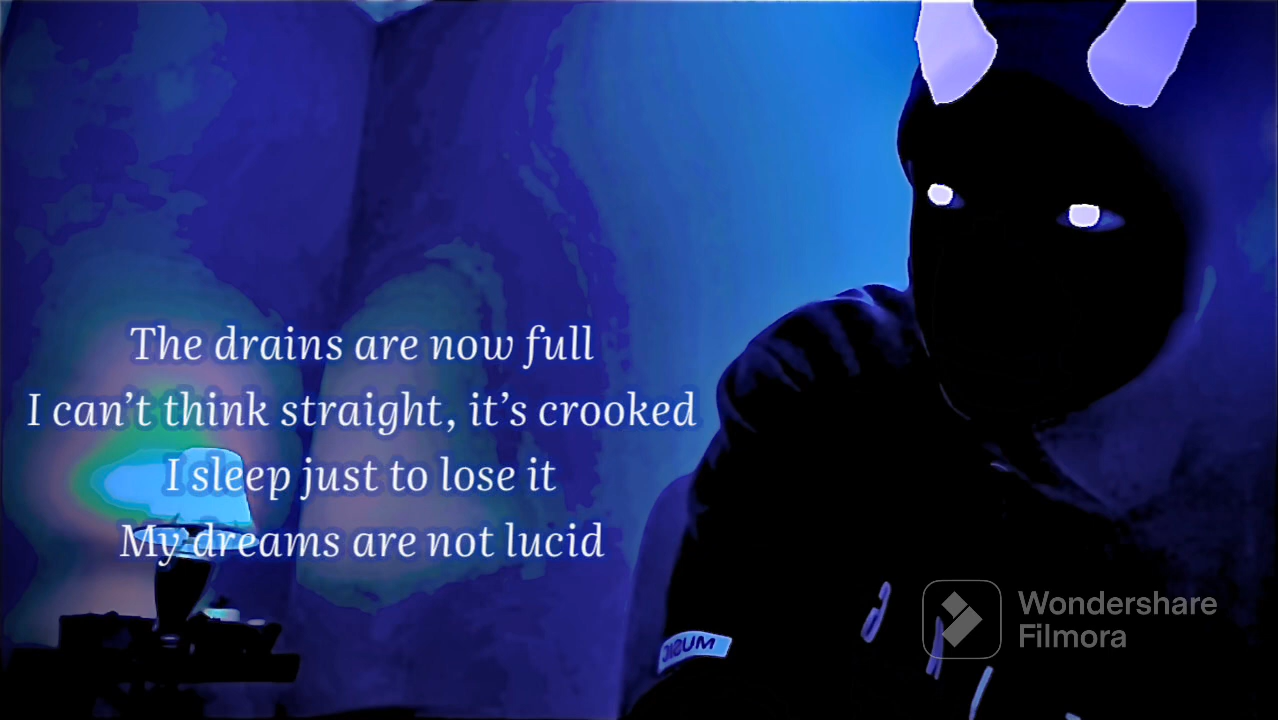 The drains are now full
I can’t think straight, it’s crooked
I sleep just to lose it
My dreams are not lucid
MUSIC
Wondershare
Filmora